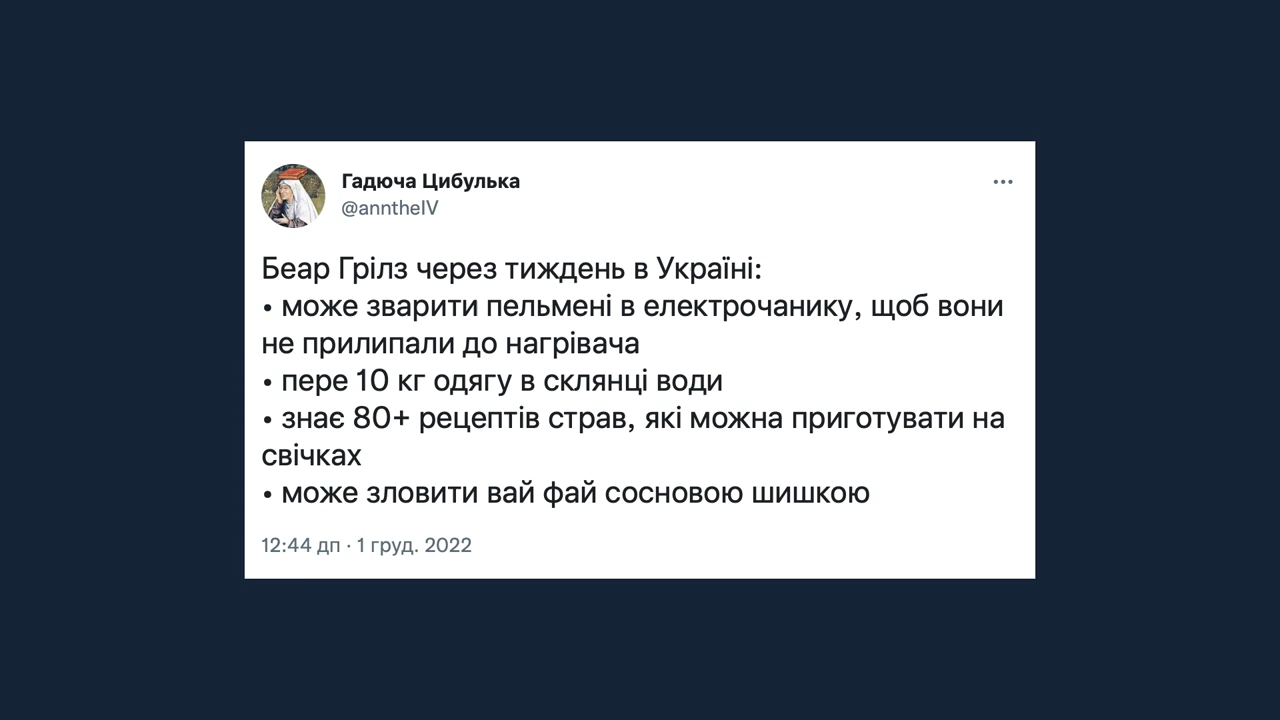 Гадюча Цибулька
@anntheIV
Беар Грілз через тиждень в Україні:
• може зварити пельмені в електрочанику, щоб вони
не прилипали до нагрівача
• пере 10 кг одягу в склянці води
• знає 80+ рецептів страв, які можна приготувати на
свічках
• може зловити вай фай сосновою шишкою
12:44 дп · 1 груд. 2022